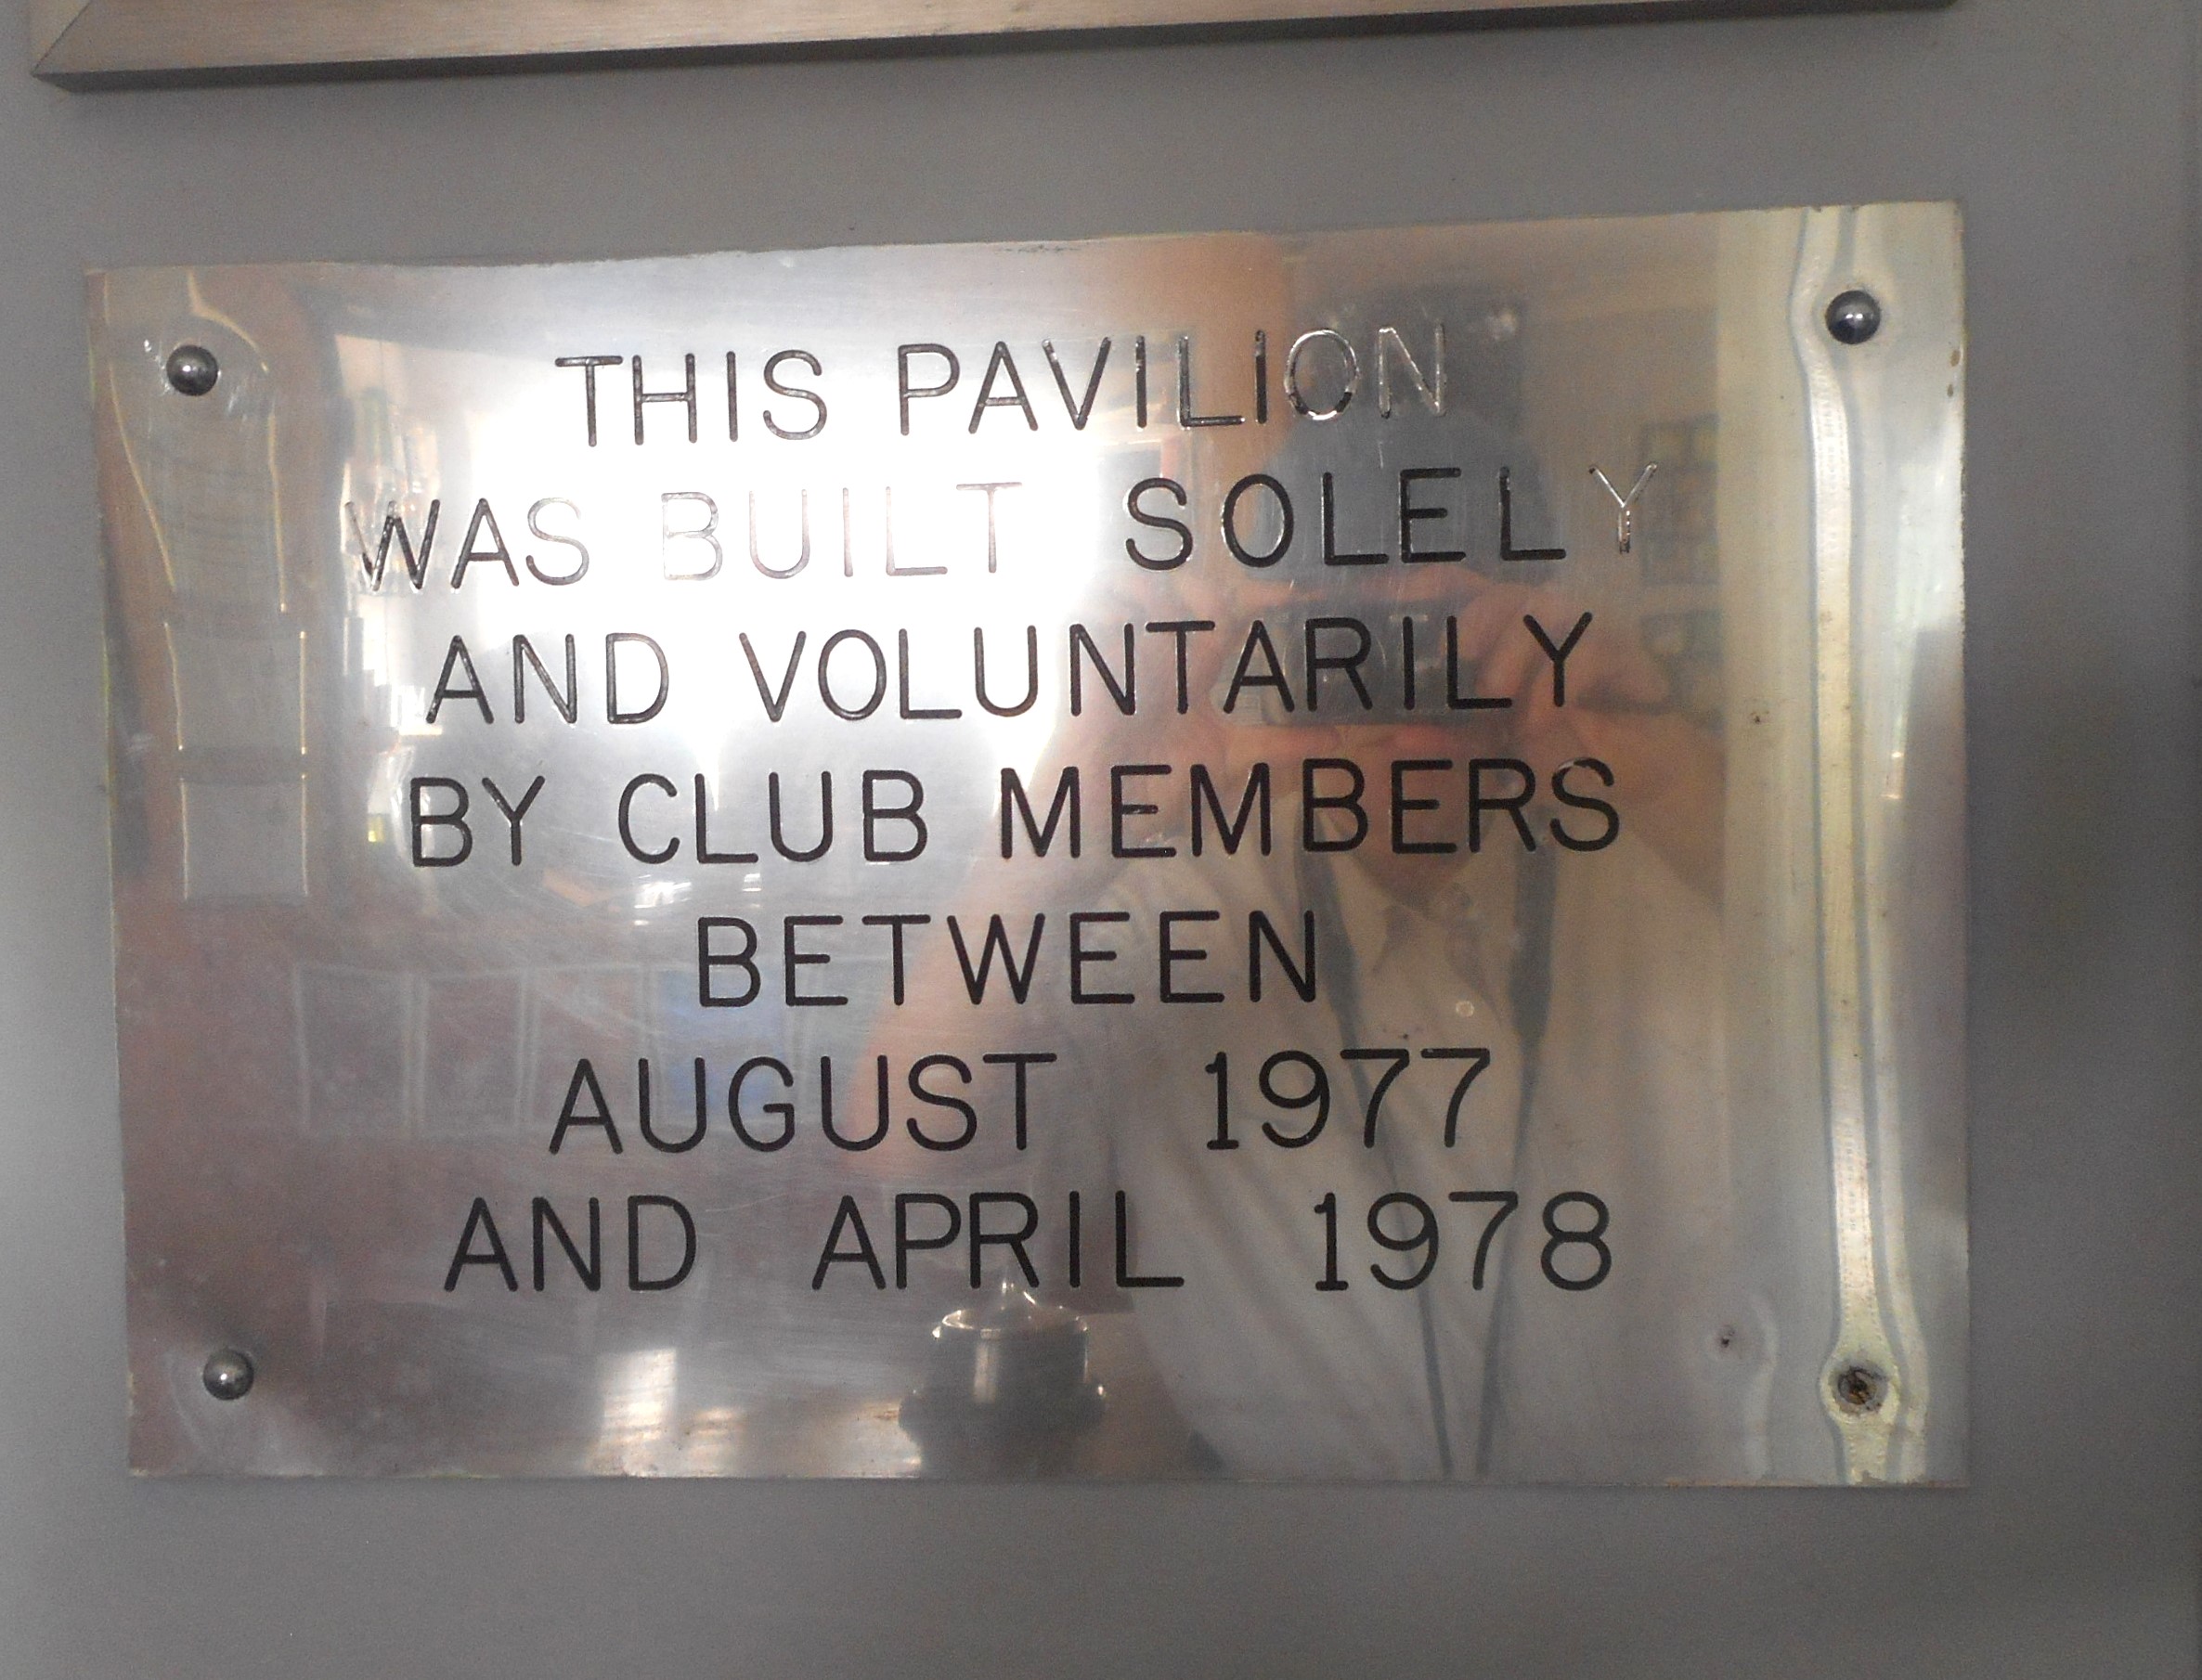 THIS PAVILION
WAS BUILT SOLELY
AND VOLUNTARILY
BY CLUB MEMBERS
BETWEEN
AUGUST 1977
AND APRIL 1978